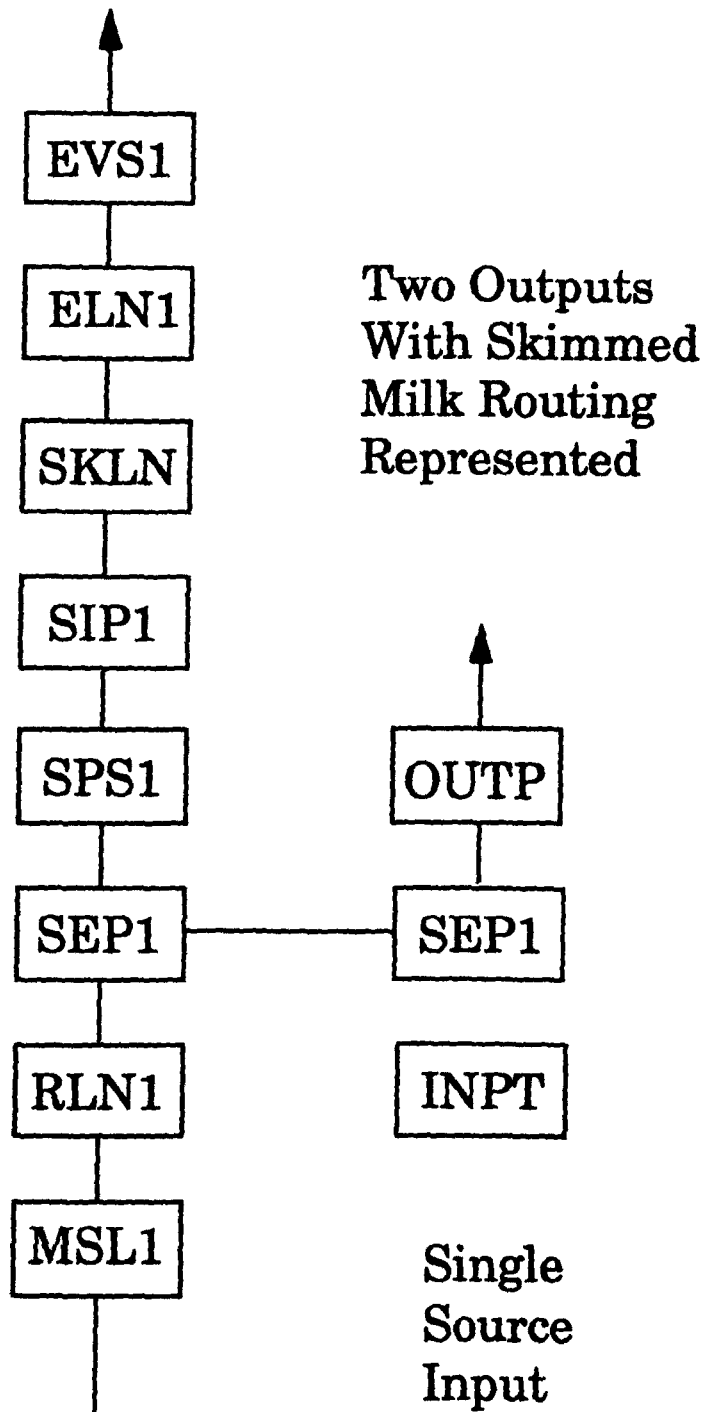 EVS1
ELN1
Two Outputs
With Skimmed
Milk Routing
Represented
SKLN
SIP1
SPS1
OUTP
SEP1
SEP1
RLN1
INPT
MSL1
Single
Source
Input